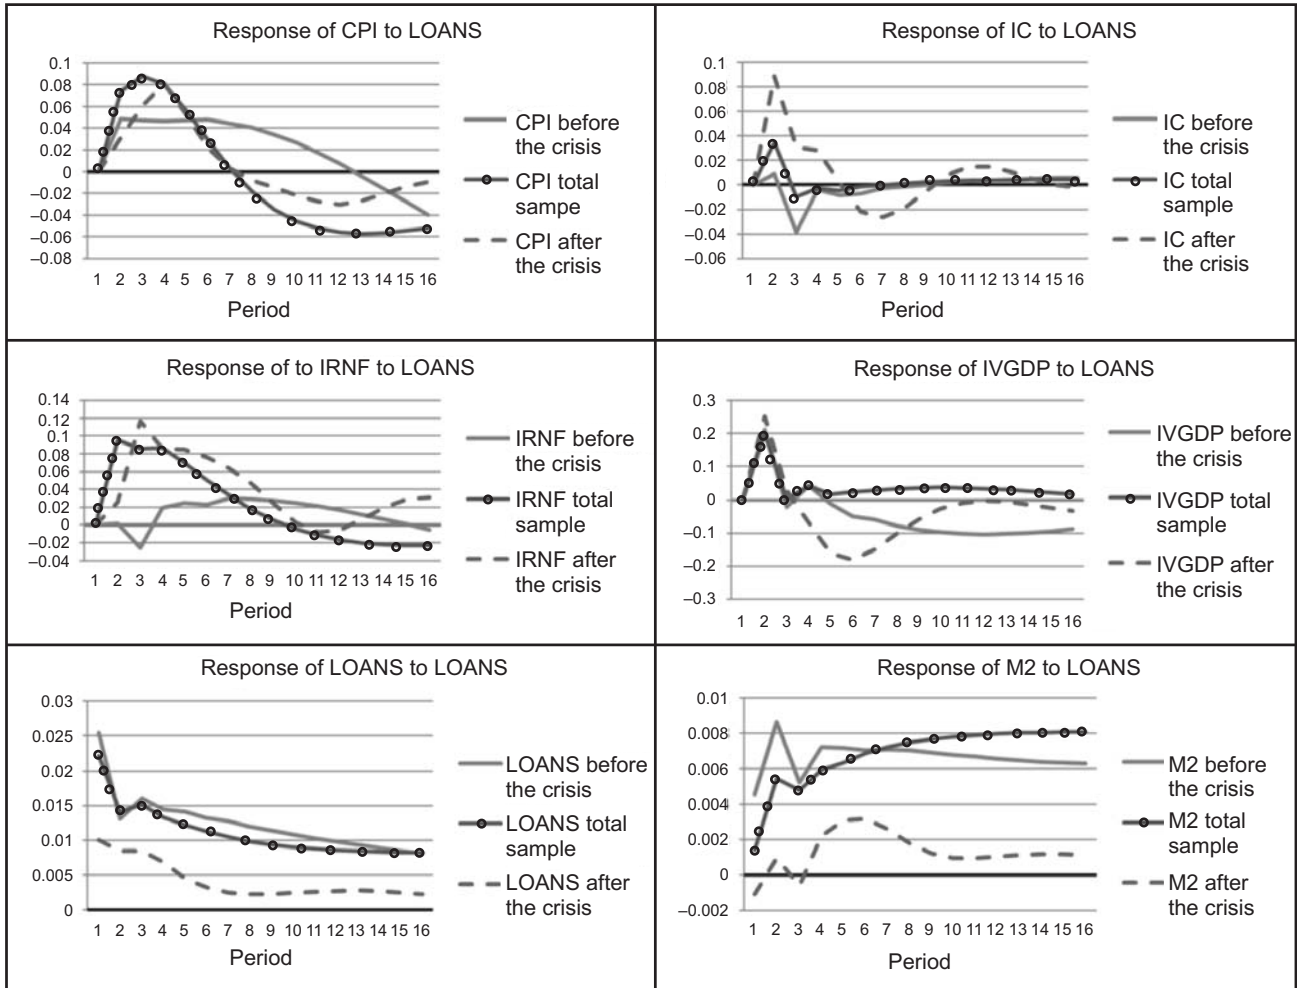 Response of CPI to LOANS
0.1
0.08
0.06
0.04
0.02
0
–0.02
–0.04
–0.06
–0.08
1 2 3 4 5 6 7 8 9 10 11 12 13 14 15 16
Period
CPI before
the crisis
CPI total
sampe
CPI after
the crisis
Response of IC to LOANS
0.1
0.08
0.06
0.04
0.02
0
–0.02
–0.04
–0.06
1 2 3 4 5 6 7 8 9 10 11 12 13 14 15 16
Period
IC before
the crisis
IC total
sample
IC after
the crisis
Response of to IRNF to LOANS
0.14
0.12
0.1
0.08
0.06
0.04
0.02
0
–0.02
–0.04
1 2 3 4 5 6 7 8 9 10 11 12 13 14 15 16
Period
IRNF before
the crisis
IRNF total
sample
IRNF after
the crisis
Response of IVGDP to LOANS
0.3
0.2
0.1
0
–0.1
–0.2
–0.3
1 2 3 4 5 6 7 8 9 10 11 12 13 14 15 16
IVGDP before
the crisis
IVGDP total
sample
IVGDP after
the crisis
Response of LOANS to LOANS
0.03
0.025
0.02
0.015
0.01
0.005
0
1 2 3 4 5 6 7 8 9 10 11 12 13 14 15 16
Period
LOANS before
the crisis
LOANS total
sample
LOANS after
the crisis
Response of M2 to LOANS
0.01
0.008
0.006
0.004
0.002
0
–0.002
1 2 3 4 5 6 7 8 9 10 11 12 13 14 15 16
Period
M2 before
the crisis
M2 total
sample
M2 after
the crisis